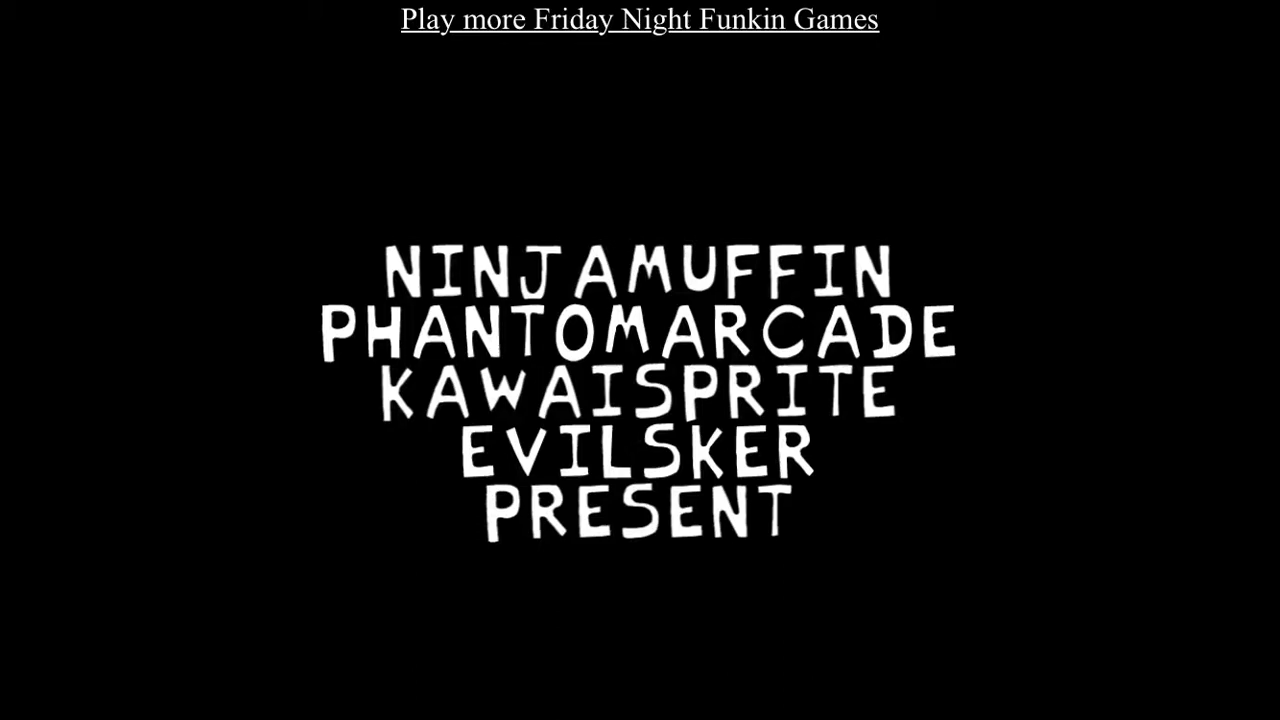 Play more Friday Night Funkin Games
NINJAMUFFIN
PHANTOMARCADE
KAWAISPRITE
EVILSKER
PRESENT